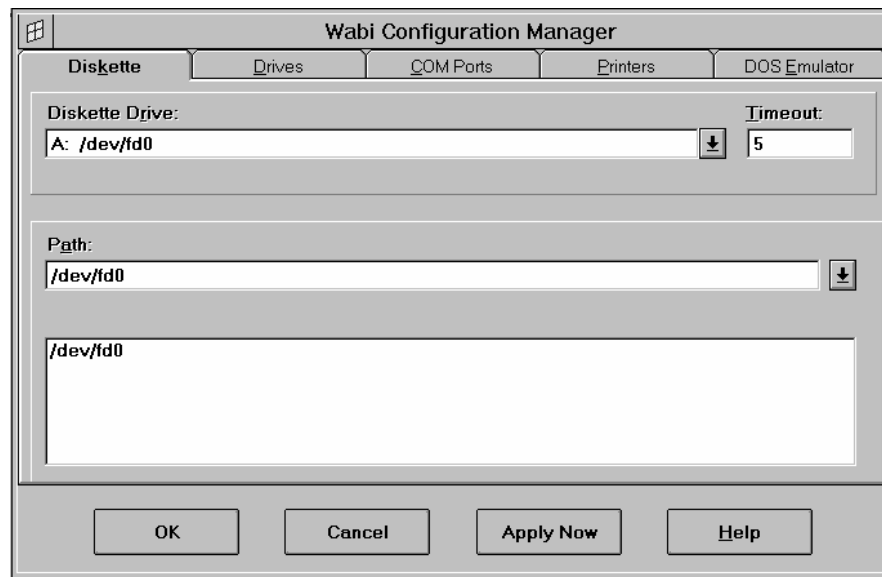 Wabi Configuration Manager
Diskette Drives COM Ports Printers DOS Emulator
Diskette Drive: Timeout:
A: /dev/fd0 5
Path:
/dev/fd0
/dev/fd0
OK Cancel Apply Now Help